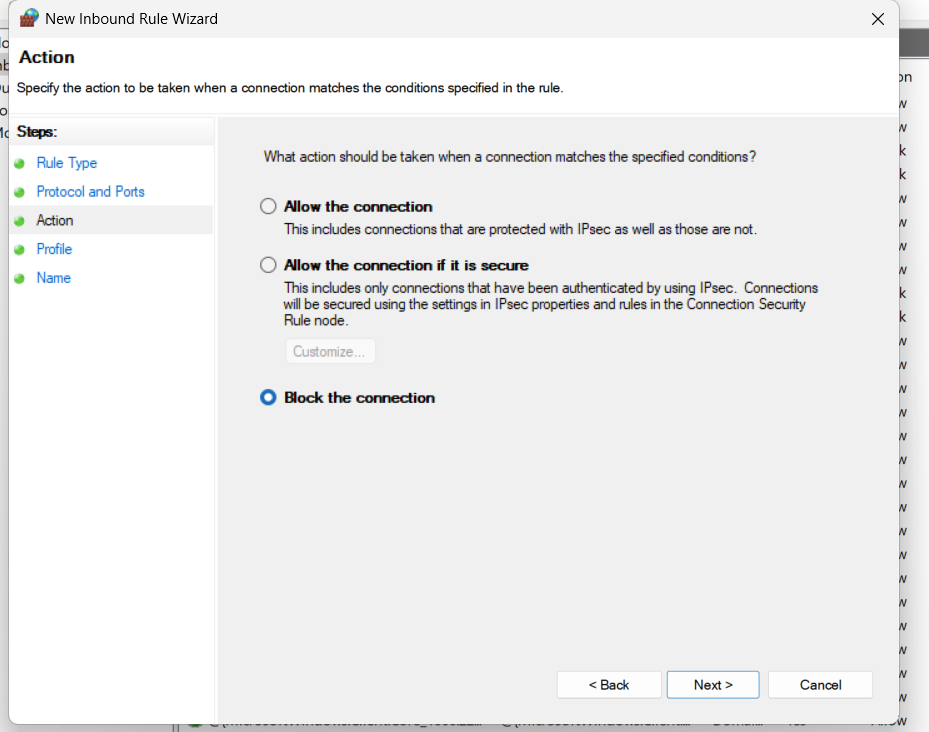 New Inbound Rule Wizard
Action
Specify the action to be taken when a connection matches the conditions specified in the rule.
Steps:
Rule Type
Protocol and Ports
Action
Profile
Name
What action should be taken when a connection matches the specified conditions?
Allow the connection
This includes connections that are protected with IPsec as well as those are not.
Allow the connection if it is secure
This includes only connections that have been authenticated by using IPsec.  Connections
will be secured using the settings in IPsec properties and rules in the Connection Security
Rule node.
Customize...
Block the connection
< Back
Next >
Cancel